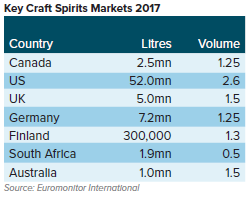 Key Craft Spirits Markets 2017
Country Litres Volume
Canada 2.5mn 1.25
US 52.0mn 2.6
UK 5.0mn 1.5
Germany 7.2mn 1.25
Finland 300,000 1.3
South Africa 1.9mn 0.5
Australia 1.0mn 1.5
Source: Euromonitor International